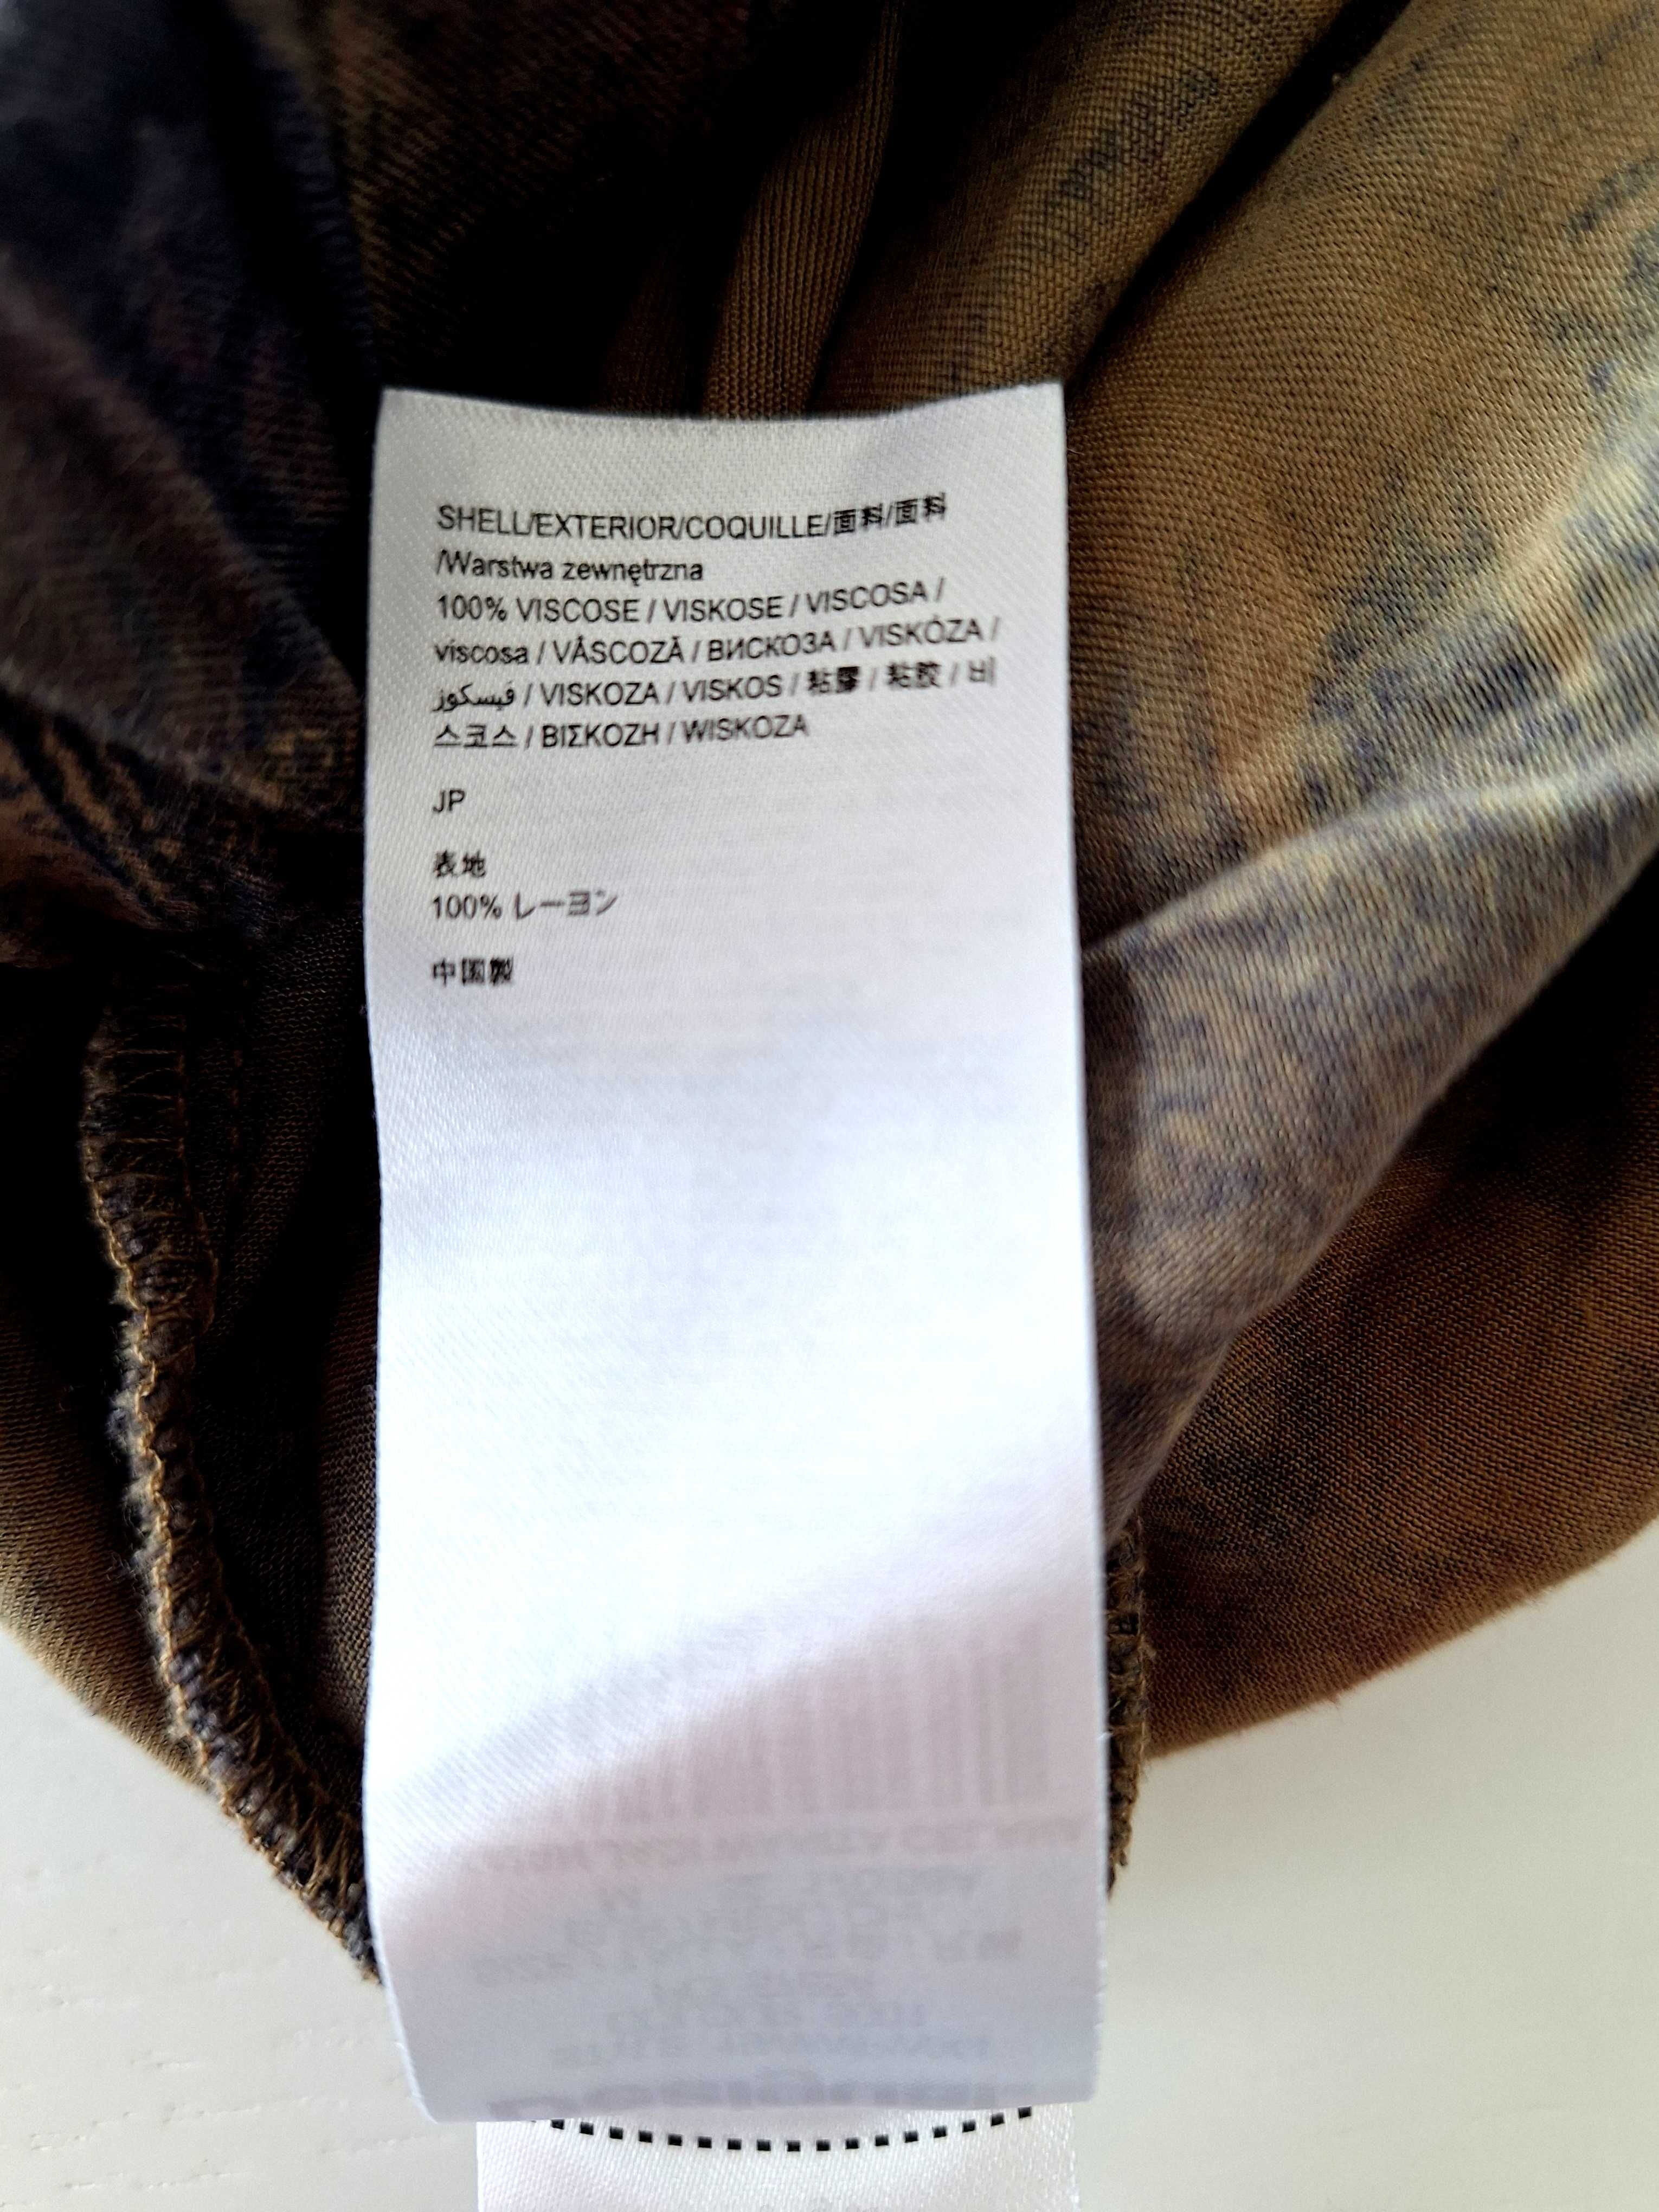 SHELL/EXTERIOR/COQUILLE/面料/面料
/Warstwa zewnętrzna
100% VISCOSE / VISKOSE / VISCOSA /
viscosa / VÂSCOZĂ / ВИСКОЗА / VISKÓZA /
فيسكوز / VISKOZA / VISKOS / 粘膠 / 粘胶 / 비
스코스 / ΒΙΣΚΟΖΗ / WISKOZA
JP
表地
100% レーヨン
中国製